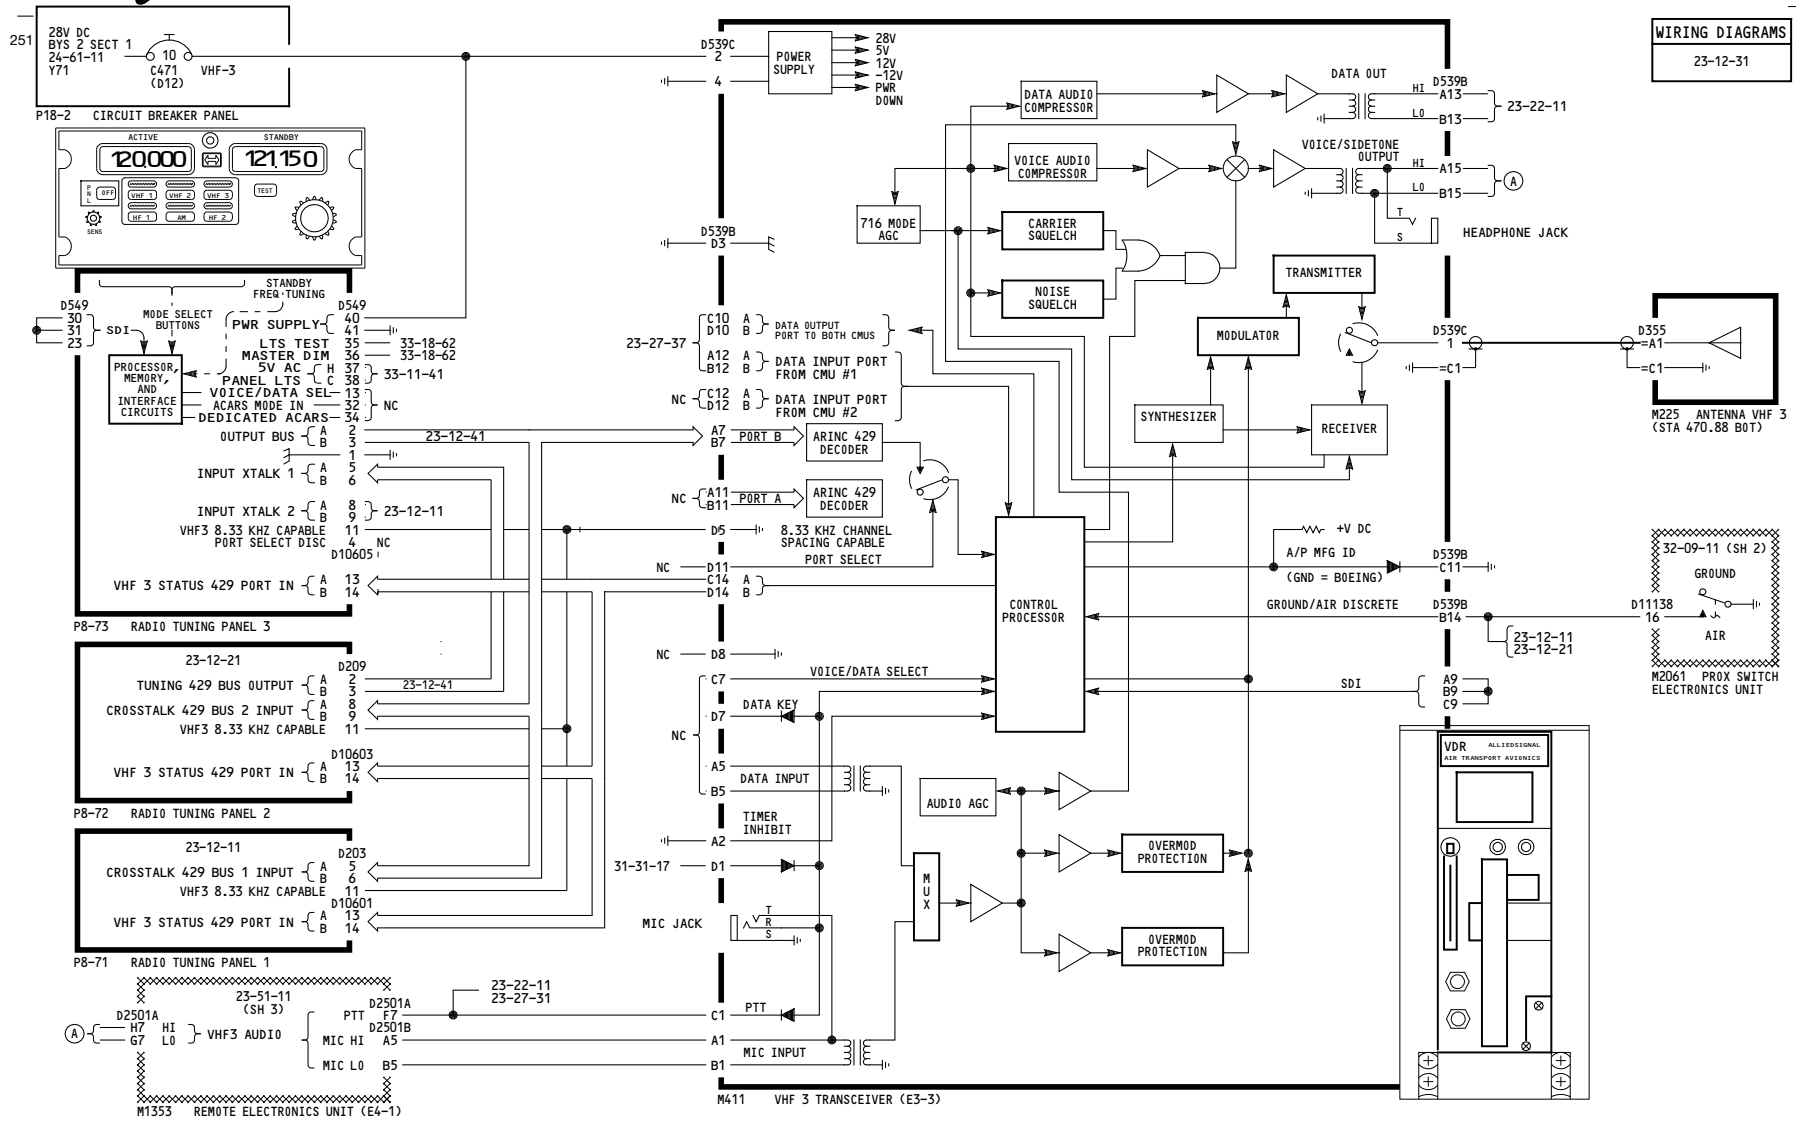 251
28V DC
BYS 2 SECT 1
24-61-11
Y71
10
C471
(D12)
VHF-3
P18-2 CIRCUIT BREAKER PANEL
ACTIVE
STANDBY
120.000
121.150
PNL
OFF
VHF 1
VHF 2
VHF 3
HF 1
AM
HF 2
TEST
SENS
STANDBY
FREQ TUNING
MODE SELECT
BUTTONS
D549
30
31
23
SDI
PROCESSOR,
MEMORY,
AND
INTERFACE
CIRCUITS
D549
PWR SUPPLY 40
41
LTS TEST 35 33-18-62
MASTER DIM 36 33-18-62
5V AC H 37
PANEL LTS C 38
33-11-41
VOICE/DATA SEL 13
ACARS MODE IN 32 NC
DEDICATED ACARS 34
OUTPUT BUS A 2
B 3
23-12-41
1
INPUT XTALK 1 A 5
B 6
INPUT XTALK 2 A 8
B 9
23-12-11
VHF3 8.33 KHZ CAPABLE 11
PORT SELECT DISC 4 NC
D10605
VHF 3 STATUS 429 PORT IN A 13
B 14
P8-73 RADIO TUNING PANEL 3
23-12-21
D209
TUNING 429 BUS OUTPUT A 2
B 3
23-12-41
CROSSTALK 429 BUS 2 INPUT A 8
B 9
VHF3 8.33 KHZ CAPABLE 11
D10603
VHF 3 STATUS 429 PORT IN A 13
B 14
P8-72 RADIO TUNING PANEL 2
23-12-11
D203
CROSSTALK 429 BUS 1 INPUT A 5
B 6
VHF3 8.33 KHZ CAPABLE 11
D10601
VHF 3 STATUS 429 PORT IN A 13
B 14
P8-71 RADIO TUNING PANEL 1
23-51-11
(SH 3)
D2501A
A
H7 HI
G7 LO
VHF3 AUDIO
D2501A
PTT F7
D2501B
MIC HI A5
MIC LO B5
23-22-11
23-27-31
M1353 REMOTE ELECTRONICS UNIT (E4-1)
D539C
2
4
POWER
SUPPLY
28V
5V
12V
-12V
PWR
DOWN
D539B
D3
23-27-37
C10 A
D10 B
DATA OUTPUT
PORT TO BOTH CMUS
A12 A
B12 B
DATA INPUT PORT
FROM CMU #1
NC
C12 A
D12 B
DATA INPUT PORT
FROM CMU #2
A7
B7
PORT B
ARINC 429
DECODER
NC
A11
B11
PORT A
ARINC 429
DECODER
D5
8.33 KHZ CHANNEL
SPACING CAPABLE
NC D11
PORT SELECT
C14 A
D14 B
NC D8
C7
VOICE/DATA SELECT
D7
DATA KEY
NC
A5
DATA INPUT
B5
TIMER
INHIBIT
A2
31-31-17 D1
MIC JACK
T
R
S
C1 PTT
A1
MIC INPUT
B1
M411 VHF 3 TRANSCEIVER (E3-3)
DATA AUDIO
COMPRESSOR
VOICE AUDIO
COMPRESSOR
716 MODE
AGC
CARRIER
SQUELCH
NOISE
SQUELCH
TRANSMITTER
MODULATOR
SYNTHESIZER
RECEIVER
CONTROL
PROCESSOR
AUDIO AGC
MUX
OVERMOD
PROTECTION
OVERMOD
PROTECTION
DATA OUT
D539B
HI A13
LO B13
23-22-11
VOICE/SIDETONE
OUTPUT
HI A15
LO B15
A
T
S
HEADPHONE JACK
D539C
1
=C1
D355
=A1
=C1
M225 ANTENNA VHF 3
(STA 470.88 BOT)
+V DC
A/P MFG ID
(GND = BOEING)
D539B
C11
GROUND/AIR DISCRETE
D539B
B14
23-12-11
23-12-21
SDI
A9
B9
C9
32-09-11 (SH 2)
GROUND
D11138
16
AIR
M2061 PROX SWITCH
ELECTRONICS UNIT
VDR
ALLIEDSIGNAL
AIR TRANSPORT AVIONICS
WIRING DIAGRAMS
23-12-31